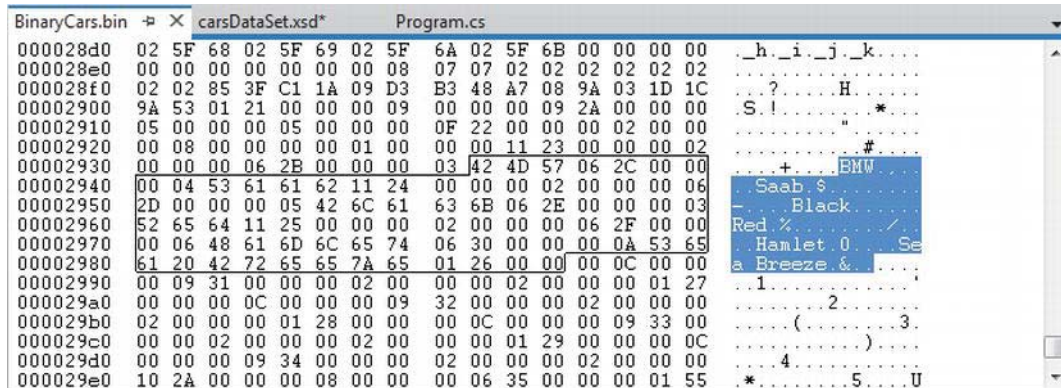 BinaryCars.bin carsDataSet.xsd* Program.cs
000028d0 02 5F 68 02 5F 69 02 5F 6A 02 5F 6B 00 00 00 00 ._h._i._j._k....
000028e0 00 00 00 00 00 00 00 08 07 07 02 02 02 02 02 02 ................
000028f0 02 02 85 3F C1 1A 09 D3 B3 48 A7 08 9A 03 1D 1C ...?.....H......
00002900 9A 53 01 21 00 00 00 09 00 00 00 09 2A 00 00 00 .S.!........*...
00002910 05 00 00 00 05 00 00 00 0F 22 00 00 00 02 00 00 ........."......
00002920 00 08 00 00 00 00 01 00 00 00 11 23 00 00 00 02 ...........#....
00002930 00 00 00 06 2B 00 00 00 03 42 4D 57 06 2C 00 00 ....+....BMW.,..
00002940 00 04 53 61 61 62 11 24 00 00 00 02 00 00 00 06 ..Saab.$........
00002950 2D 00 00 00 05 42 6C 61 63 6B 06 2E 00 00 00 03 -....Black......
00002960 52 65 64 11 25 00 00 00 02 00 00 00 06 2F 00 00 Red.%......../..
00002970 00 06 48 61 6D 6C 65 74 06 30 00 00 00 0A 53 65 ..Hamlet.0....Se
00002980 61 20 42 72 65 65 7A 65 01 26 00 00 00 0C 00 00 a Breeze.&......
00002990 00 09 31 00 00 00 02 00 00 00 02 00 00 00 01 27 ..1............'
000029a0 00 00 00 0C 00 00 00 09 32 00 00 00 02 00 00 00 ........2.......
000029b0 02 00 00 00 01 28 00 00 00 0C 00 00 00 09 33 00 .....(........3.
000029c0 00 00 02 00 00 00 02 00 00 00 01 29 00 00 00 0C ...........)....
000029d0 00 00 00 09 34 00 00 00 02 00 00 00 02 00 00 00 ....4...........
000029e0 10 2A 00 00 00 08 00 00 00 06 35 00 00 00 01 55 .*........5....U